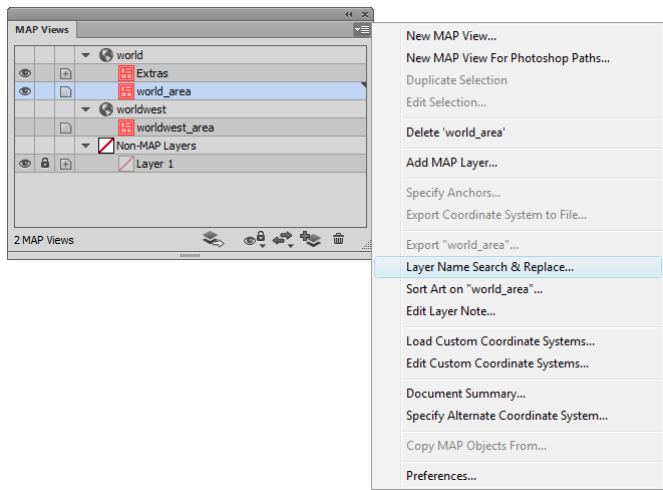 MAP Views
world
Extras
world_area
worldwest
worldwest_area
Non-MAP Layers
Layer 1
2 MAP Views
New MAP View...
New MAP View For Photoshop Paths...
Duplicate Selection
Edit Selection...
Delete 'world_area'
Add MAP Layer...
Specify Anchors...
Export Coordinate System to File...
Export "world_area"...
Layer Name Search & Replace...
Sort Art on "world_area"...
Edit Layer Note...
Load Custom Coordinate Systems...
Edit Custom Coordinate Systems...
Document Summary...
Specify Alternate Coordinate System...
Copy MAP Objects From...
Preferences...